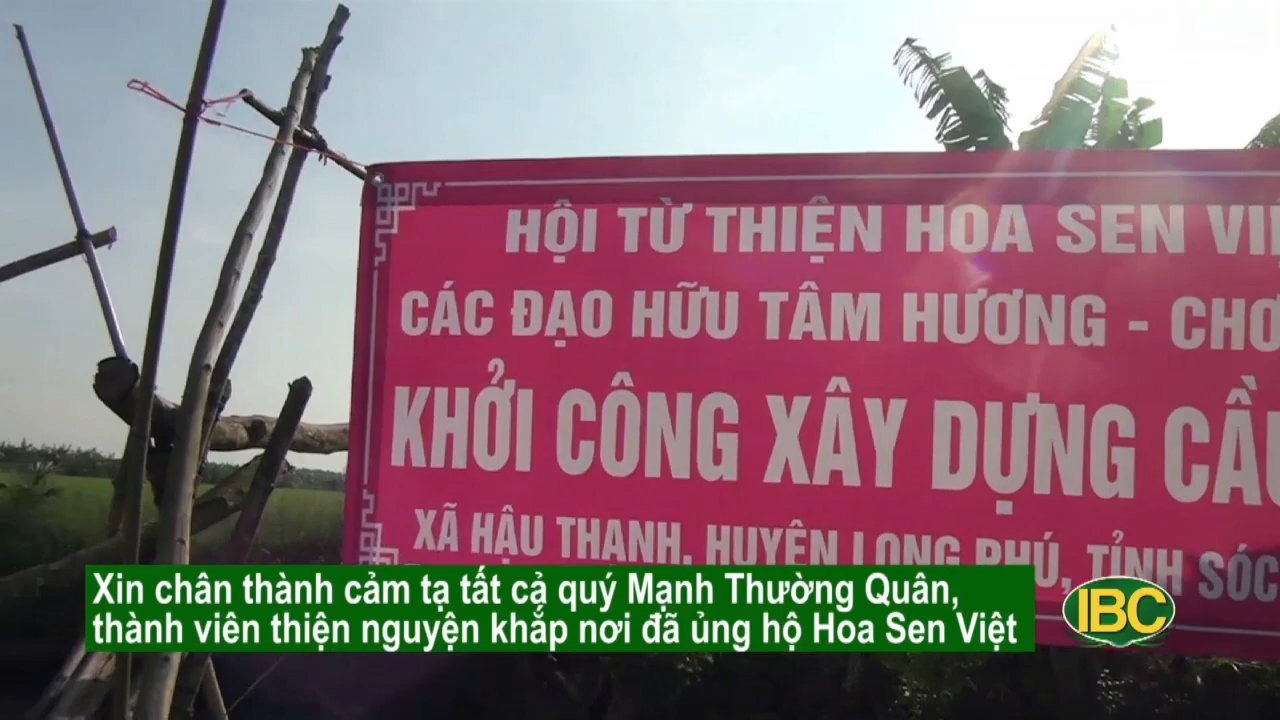 HỘI TỪ THIỆN HOA SEN VI
CÁC ĐẠO HỮU TÂM HƯƠNG - CHƠ
KHỞI CÔNG XÂY DỰNG CẦU
XÃ HẬU THẠNH, HUYỆN LONG PHÚ, TỈNH SÓC
Xin chân thành cảm tạ tất cả quý Mạnh Thường Quân,
thành viên thiện nguyện khắp nơi đã ủng hộ Hoa Sen Việt
IBC